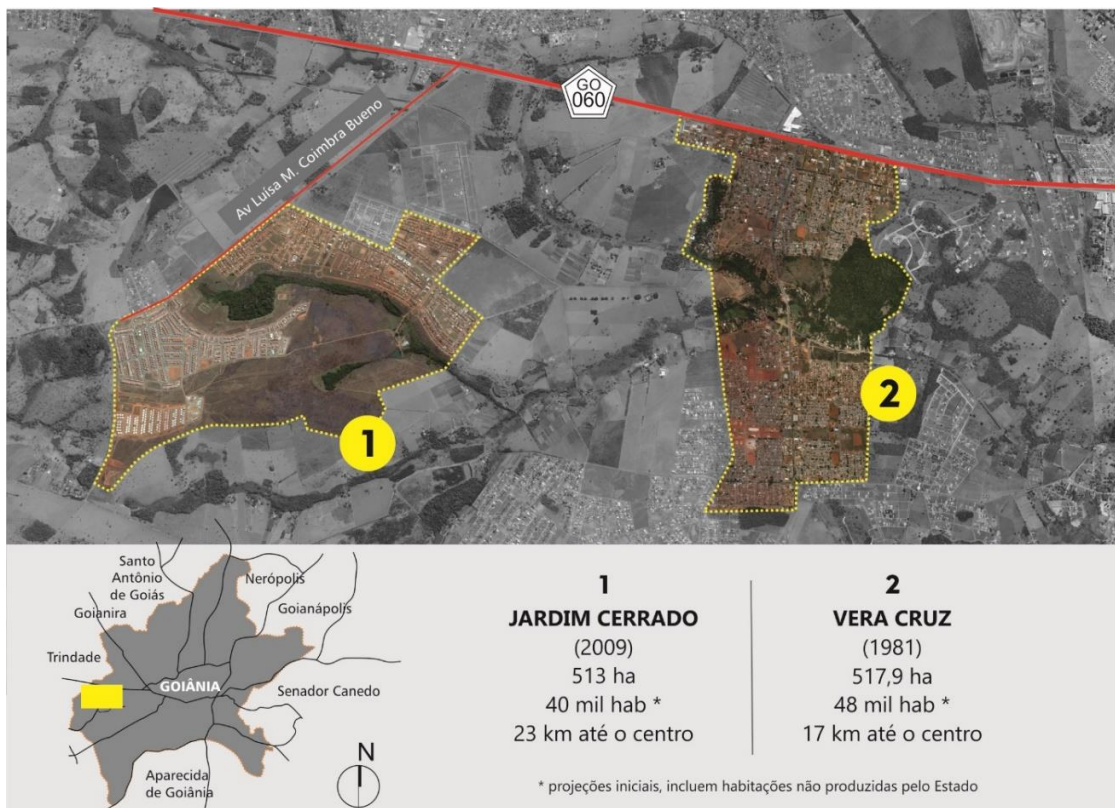 GO
060
Av Luísa M. Coimbra Bueno
1
2
Santo
Antônio
de Goiás
Nerópolis
Goianira
Goianápolis
Trindade
GOIÂNIA
Senador Canedo
Aparecida
de Goiânia
N
1
JARDIM CERRADO
(2009)
513 ha
40 mil hab *
23 km até o centro
2
VERA CRUZ
(1981)
517,9 ha
48 mil hab *
17 km até o centro
* projeções iniciais, incluem habitações não produzidas pelo Estado